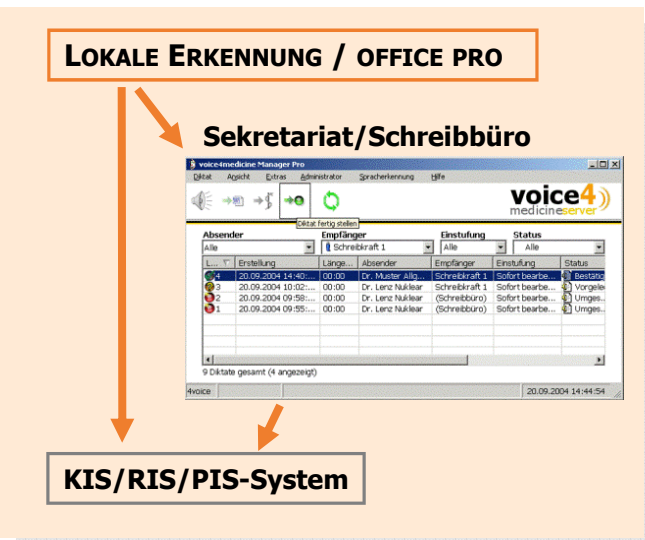 LOKALE ERKENNUNG / OFFICE PRO
Sekretariat/Schreibbüro
voice4medicine Manager Pro
Diktat Ansicht Extras Administrator Spracherkennung Hilfe
voice4
medicineserver
Diktat fertig stellen
Absender Empfänger Einstufung Status
Alle Schreibkraft 1 Alle Alle
L... Erstellung Länge... Absender Empfänger Einstufung Status
4 20.09.2004 14:40:... 00:00 Dr. Muster Allg... Schreibkraft 1 Sofort bearbe... Bestätig
3 20.09.2004 10:02:... 00:00 Dr. Lenz Nuklear Schreibkraft 1 Sofort bearbe... Vorgele
2 20.09.2004 09:58:... 00:00 Dr. Lenz Nuklear (Schreibbüro) Sofort bearbe... Umges...
1 20.09.2004 09:55:... 00:00 Dr. Lenz Nuklear (Schreibbüro) Sofort bearbe... Umges...
9 Diktate gesamt (4 angezeigt)
4voice 20.09.2004 14:44:54
KIS/RIS/PIS-System